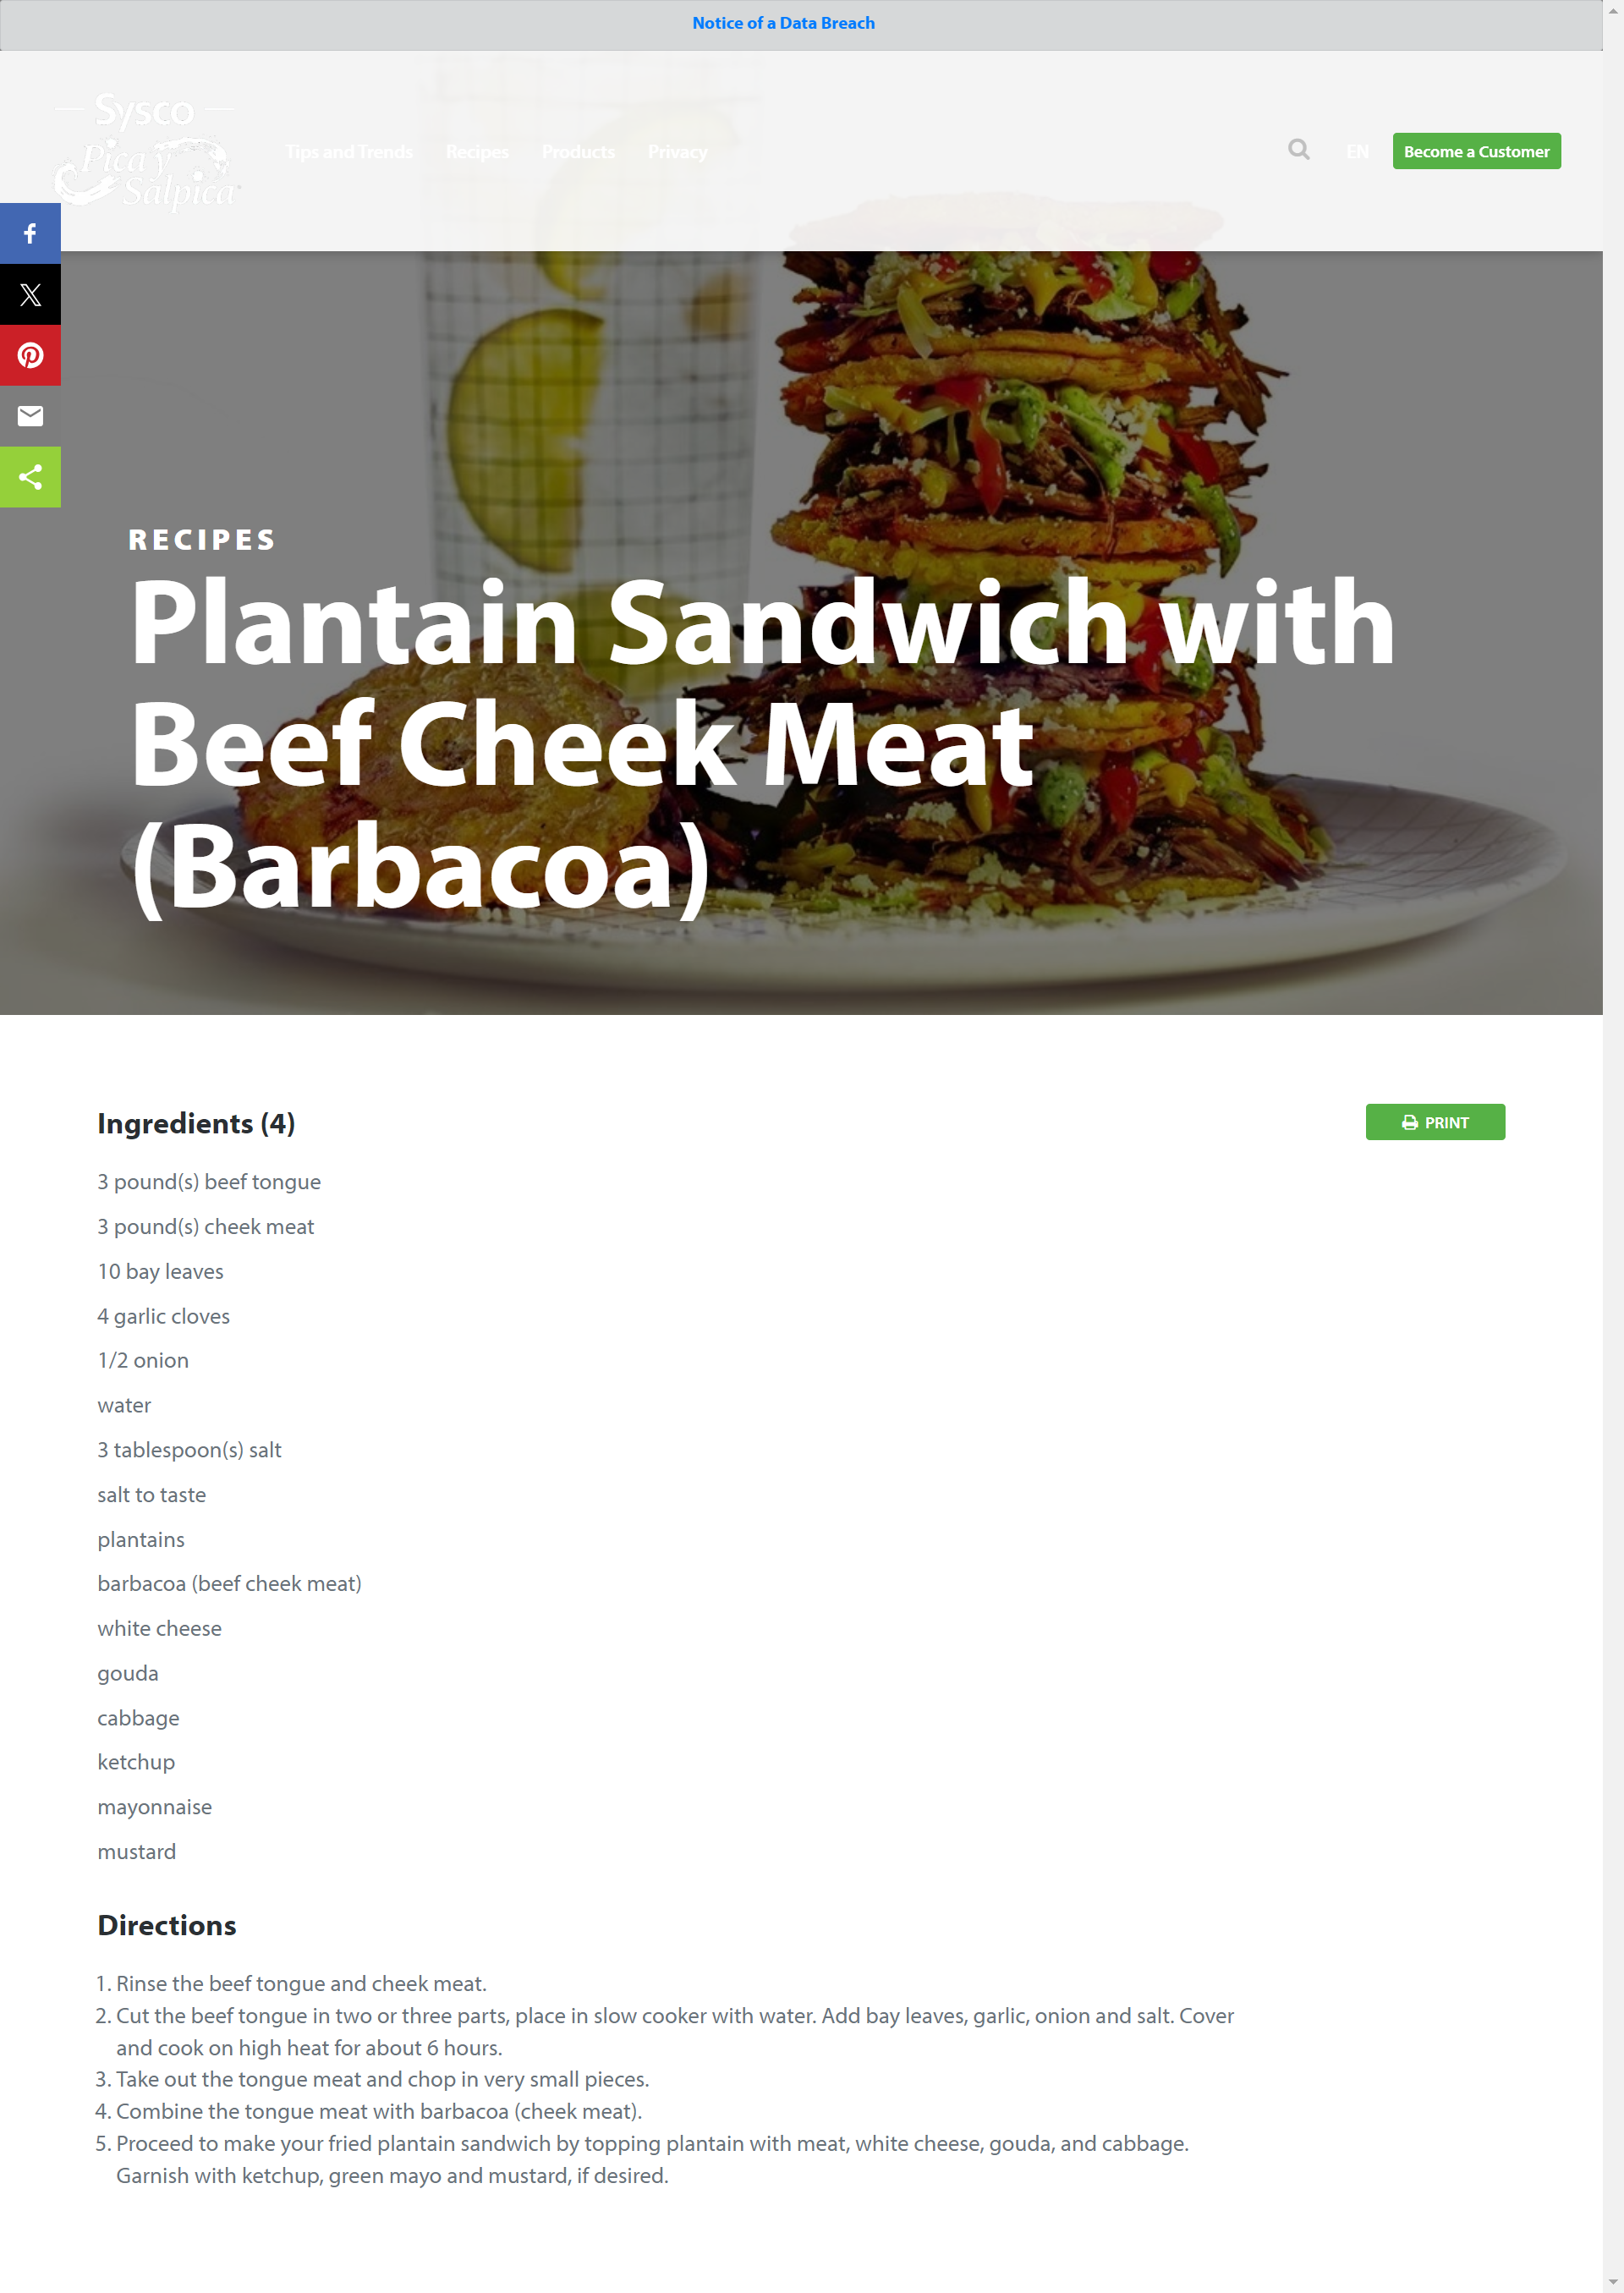 Notice of a Data Breach
Sysco
Pica y
Salpica
Tips and Trends Recipes Products Privacy
EN
Become a Customer
RECIPES
Plantain Sandwich with
Beef Cheek Meat
(Barbacoa)
Ingredients (4)
PRINT
3 pound(s) beef tongue
3 pound(s) cheek meat
10 bay leaves
4 garlic cloves
1/2 onion
water
3 tablespoon(s) salt
salt to taste
plantains
barbacoa (beef cheek meat)
white cheese
gouda
cabbage
ketchup
mayonnaise
mustard
Directions
1. Rinse the beef tongue and cheek meat.
2. Cut the beef tongue in two or three parts, place in slow cooker with water. Add bay leaves, garlic, onion and salt. Cover
and cook on high heat for about 6 hours.
3. Take out the tongue meat and chop in very small pieces.
4. Combine the tongue meat with barbacoa (cheek meat).
5. Proceed to make your fried plantain sandwich by topping plantain with meat, white cheese, gouda, and cabbage.
Garnish with ketchup, green mayo and mustard, if desired.